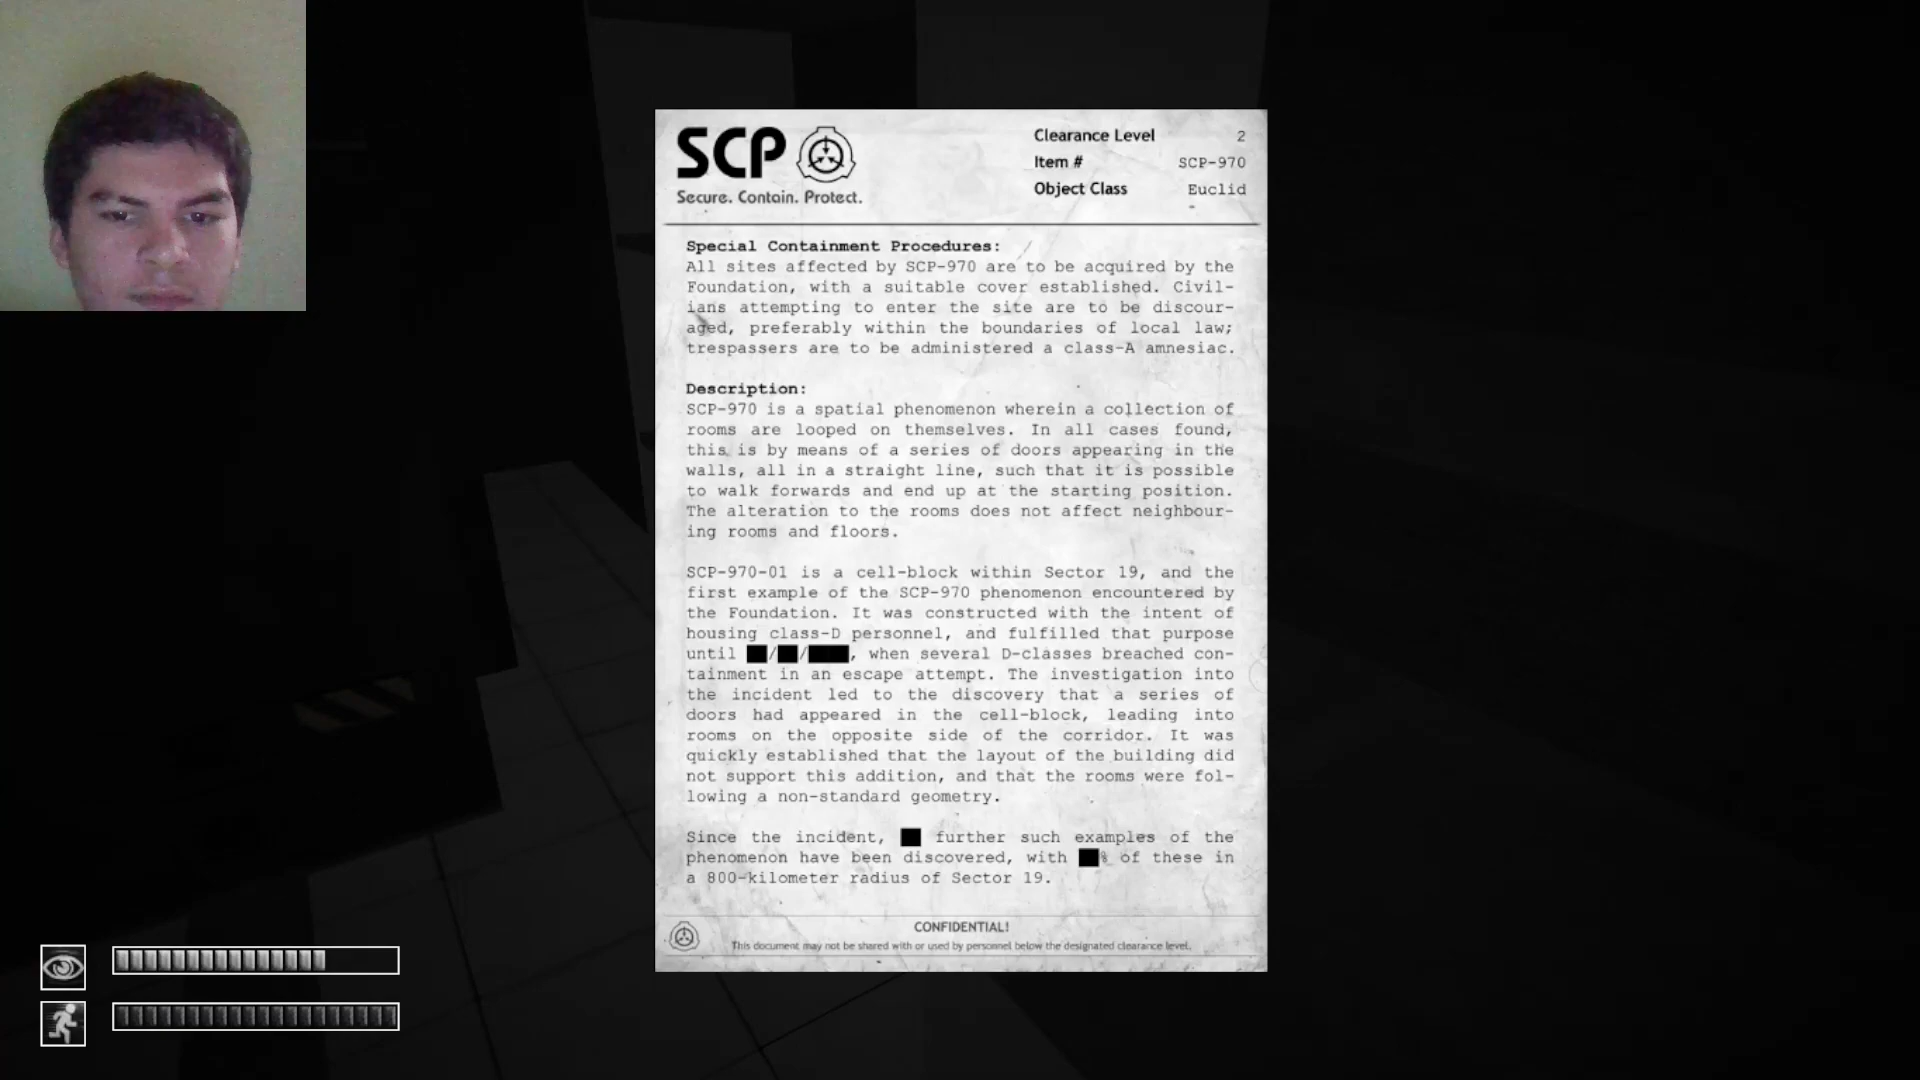 SCP
Secure. Contain. Protect.
Clearance Level 2
Item # SCP-970
Object Class Euclid
Special Containment Procedures:
All sites affected by SCP-970 are to be acquired by the
Foundation, with a suitable cover established. Civil-
ians attempting to enter the site are to be discour-
aged, preferably within the boundaries of local law;
trespassers are to be administered a class-A amnesiac.
Description:
SCP-970 is a spatial phenomenon wherein a collection of
rooms are looped on themselves. In all cases found,
this is by means of a series of doors appearing in the
walls, all in a straight line, such that it is possible
to walk forwards and end up at the starting position.
The alteration to the rooms does not affect neighbour-
ing rooms and floors.
SCP-970-01 is a cell-block within Sector 19, and the
first example of the SCP-970 phenomenon encountered by
the Foundation. It was constructed with the intent of
housing class-D personnel, and fulfilled that purpose
until ██/██/████, when several D-classes breached con-
tainment in an escape attempt. The investigation into
the incident led to the discovery that a series of
doors had appeared in the cell-block, leading into
rooms on the opposite side of the corridor. It was
quickly established that the layout of the building did
not support this addition, and that the rooms were fol-
lowing a non-standard geometry.
Since the incident, ██ further such examples of the
phenomenon have been discovered, with ██% of these in
a 800-kilometer radius of Sector 19.
CONFIDENTIAL!
This document may not be shared with or used by personnel below the designated clearance level.